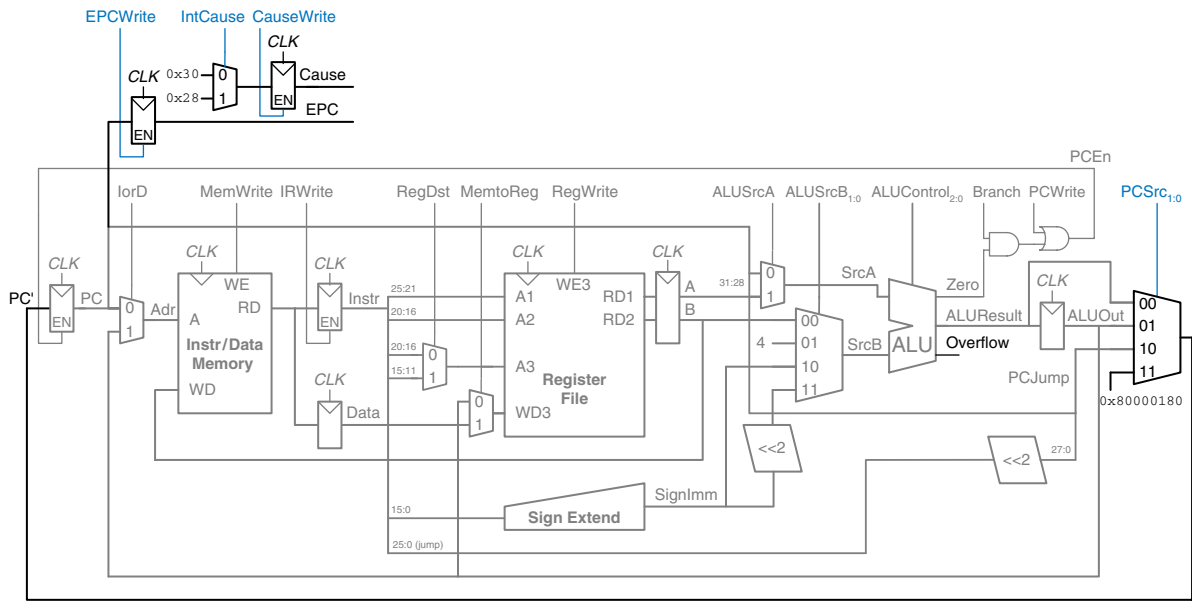 EPCWrite IntCause CauseWrite
CLK
CLK 0x30 0 Cause
0x28 1 EN
EPC
EN
PCEn
IorD MemWrite IRWrite RegDst MemtoReg RegWrite ALUSrcA ALUSrcB1:0 ALUControl2:0 Branch PCWrite PCSrc1:0
CLK CLK CLK CLK CLK
PC' PC EN 0 1 Adr
WE RD A Instr/Data Memory WD
EN Instr
CLK Data
25:21
20:16
20:16 0
15:11 1
0 1
A1 WE3 RD1
A2 RD2
A3 Register File
WD3
A
B
31:28 0 1 SrcA
00
4 01
10
11
SrcB
ALU
Zero
ALUResult
Overflow
CLK
ALUOut
PCJump
00
01
10
11
0x80000180
<<2
<<2 27:0
SignImm
15:0 Sign Extend
25:0 (jump)